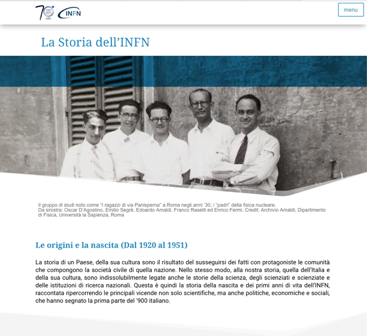 70 INFN
menu
La Storia dell'INFN
Il gruppo di studi noto come "I ragazzi di via Panisperna" a Roma negli anni '30, i "padri" della fisica nucleare.
Da sinistra: Oscar D'Agostino, Emilio Segrè, Edoardo Amaldi, Franco Rasetti ed Enrico Fermi. Credit: Archivio Amaldi, Dipartimento
di Fisica, Università la Sapienza, Roma
Le origini e la nascita (Dal 1920 al 1951)
La storia di un Paese, della sua cultura sono il risultato del susseguirsi dei fatti con protagoniste le comunità
che compongono la società civile di quella nazione. Nello stesso modo, alla nostra storia, quella dell'Italia e
della sua cultura, sono indissolubilmente legate anche le storie della scienza, degli scienziati e scienziate e
delle istituzioni di ricerca nazionali. Questa è quindi la storia della nascita e dei primi anni di vita dell'INFN,
raccontata ripercorrendo le principali vicende non solo scientifiche, ma anche politiche, economiche e sociali,
che hanno segnato la prima parte del '900 italiano.